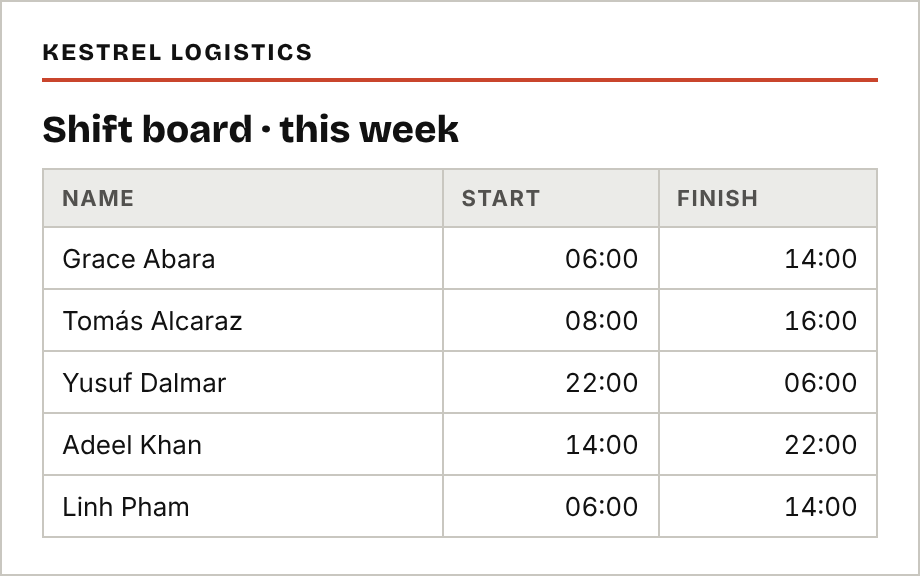 KESTREL LOGISTICS
Shift board · this week
NAME START FINISH
Grace Abara 06:00 14:00
Tomás Alcaraz 08:00 16:00
Yusuf Dalmar 22:00 06:00
Adeel Khan 14:00 22:00
Linh Pham 06:00 14:00